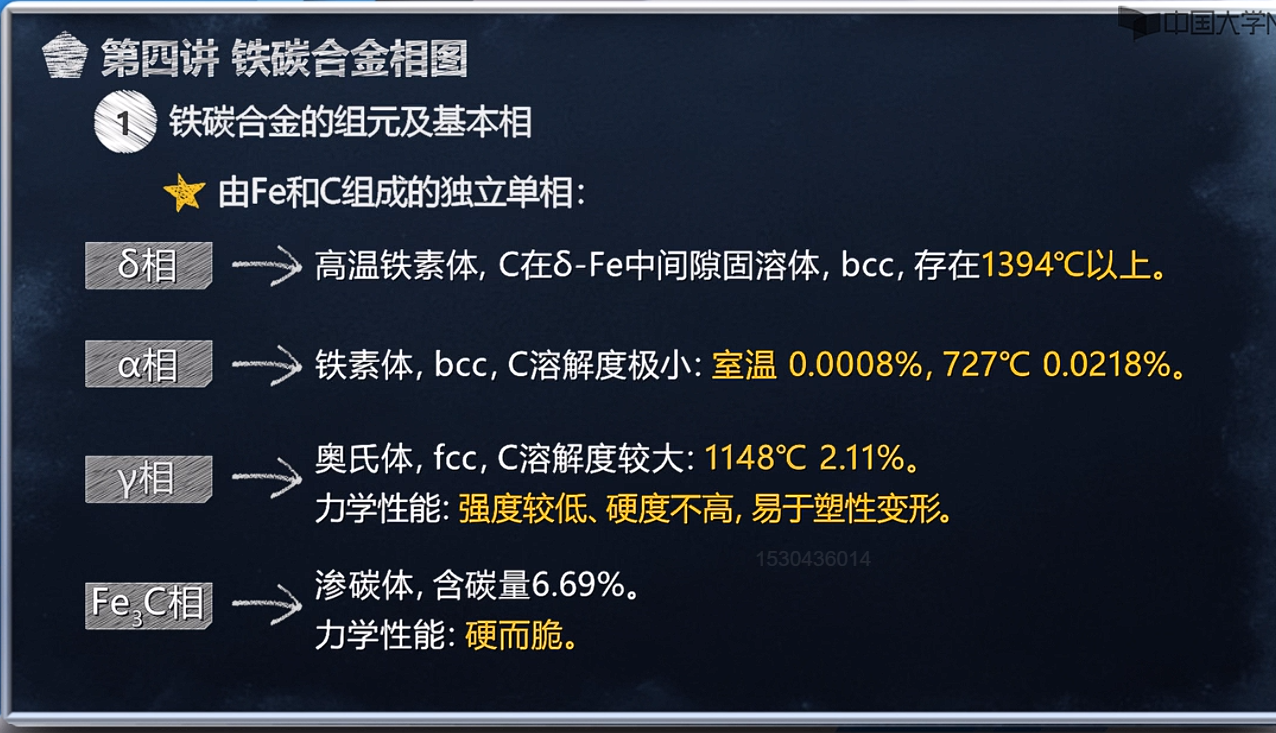 中国大学
第四讲 铁碳合金相图
1 铁碳合金的组元及基本相
由Fe和C组成的独立单相：
δ相 高温铁素体, C在δ-Fe中间隙固溶体, bcc, 存在1394℃以上。
α相 铁素体, bcc, C溶解度极小: 室温 0.0008%, 727℃ 0.0218%。
γ相 奥氏体, fcc, C溶解度较大: 1148℃ 2.11%。
力学性能: 强度较低、硬度不高, 易于塑性变形。
1530436014
Fe₃C相 渗碳体, 含碳量6.69%。
力学性能: 硬而脆。